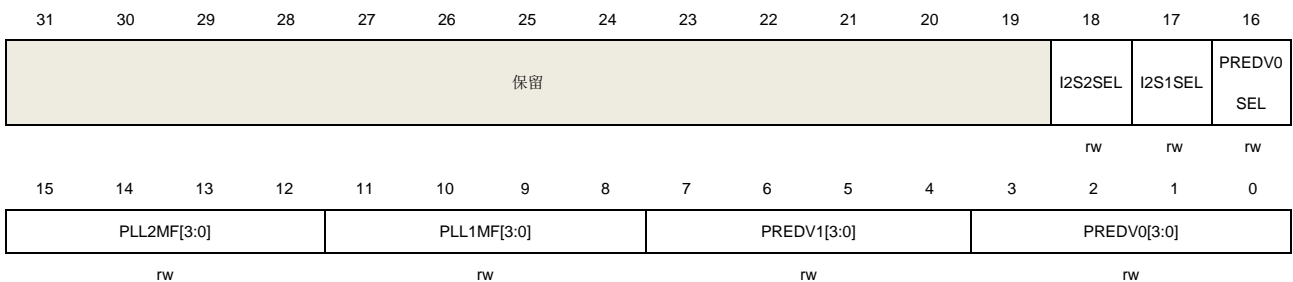 31 30 29 28 27 26 25 24 23 22 21 20 19 18 17 16
保留 I2S2SEL I2S1SEL PREDV0
SEL
rw rw rw
15 14 13 12 11 10 9 8 7 6 5 4 3 2 1 0
PLL2MF[3:0] PLL1MF[3:0] PREDV1[3:0] PREDV0[3:0]
rw rw rw rw